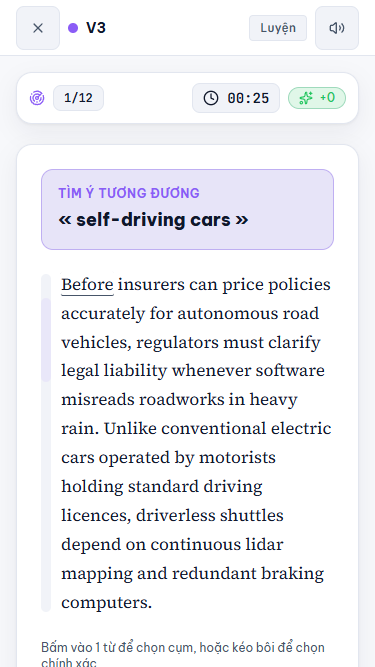 V3
Luyện
1/12
00:25
+0
TÌM Ý TƯƠNG ĐƯƠNG
« self-driving cars »
Before insurers can price policies
accurately for autonomous road
vehicles, regulators must clarify
legal liability whenever software
misreads roadworks in heavy
rain. Unlike conventional electric
cars operated by motorists
holding standard driving
licences, driverless shuttles
depend on continuous lidar
mapping and redundant braking
computers.
Bấm vào 1 từ để chọn cụm, hoặc kéo bôi để chọn
chính xác